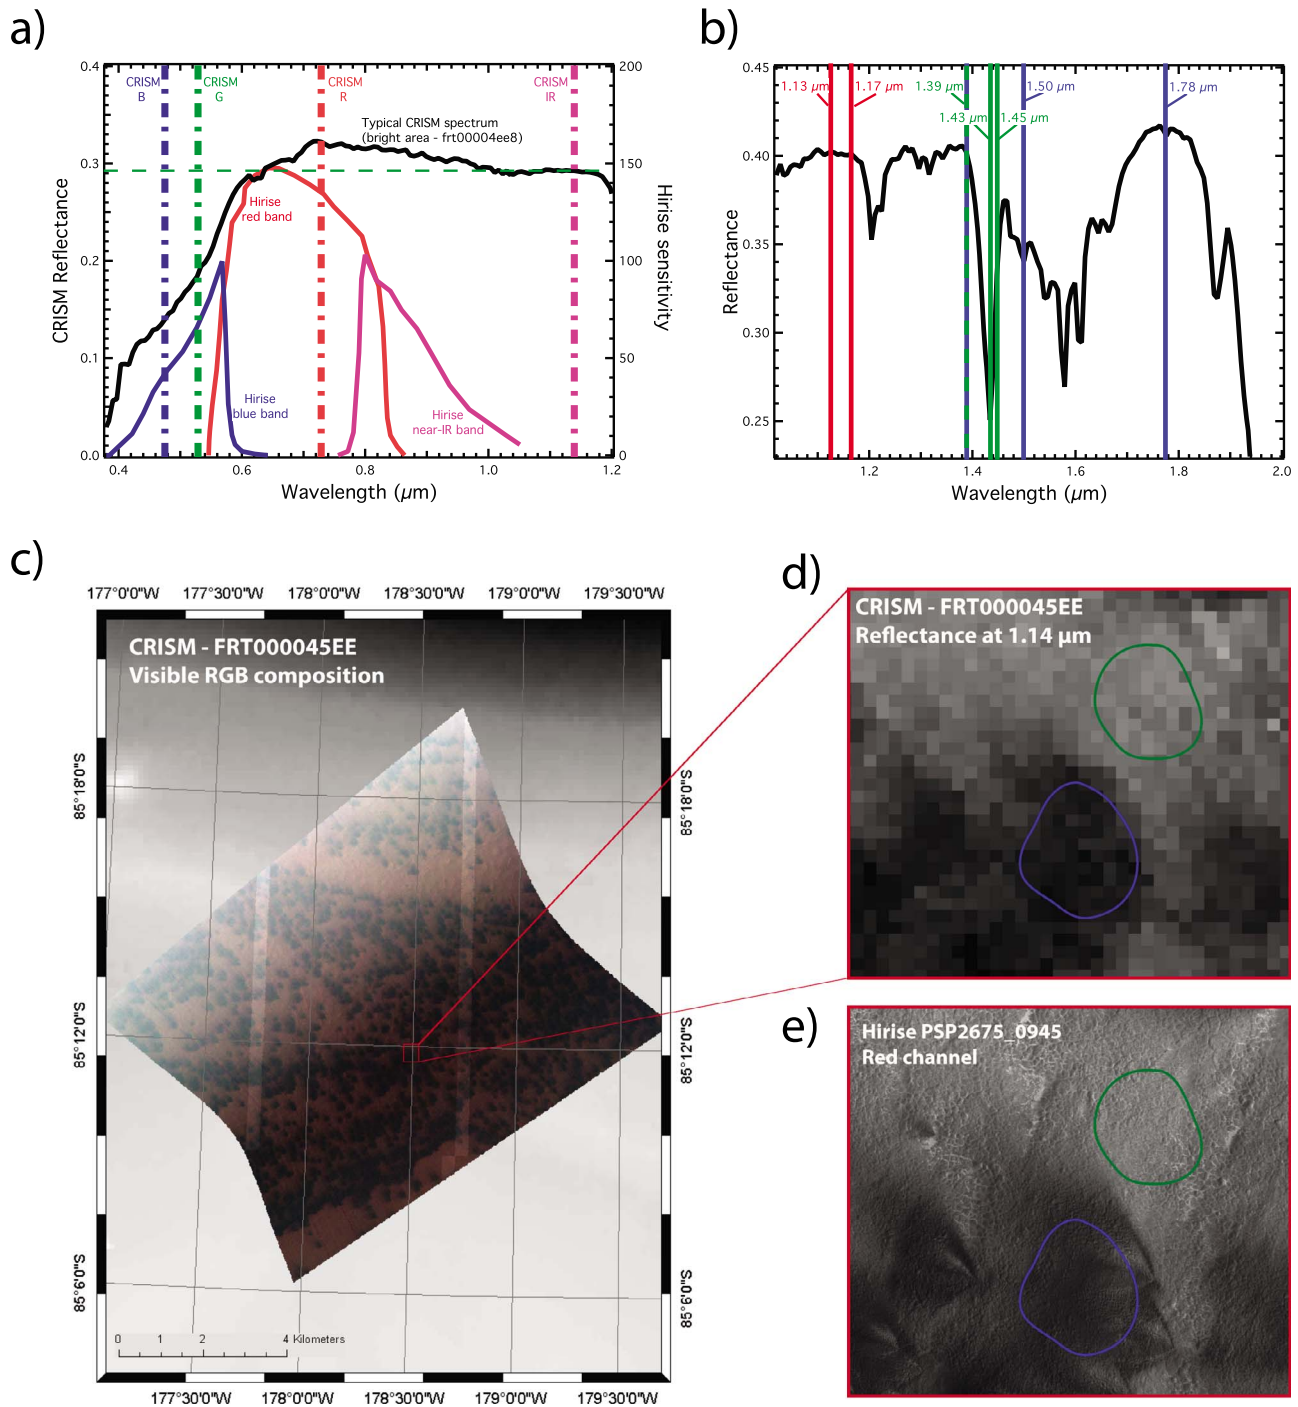 a)
0.4
0.3
0.2
0.1
0.0
CRISM Reflectance
CRISM
B
CRISM
G
CRISM
R
CRISM
IR
Typical CRISM spectrum
(bright area - frt00004ee8)
Hirise
red band
Hirise
blue band
Hirise
near-IR band
200
150
100
50
0
Hirise sensitivity
0.4 0.6 0.8 1.0 1.2
Wavelength (µm)
b)
0.45
0.40
0.35
0.30
0.25
Reflectance
1.13 µm
1.17 µm
1.39 µm
1.50 µm
1.78 µm
1.43 µm
1.45 µm
1.2 1.4 1.6 1.8 2.0
Wavelength (µm)
c)
177°0'0"W 177°30'0"W 178°0'0"W 178°30'0"W 179°0'0"W 179°30'0"W
CRISM - FRT000045EE
Visible RGB composition
85°18'0"S
85°18'0"S
85°12'0"S
85°12'0"S
85°6'0"S
85°6'0"S
0 1 2 4 Kilometers
177°30'0"W 178°0'0"W 178°30'0"W 179°0'0"W 179°30'0"W
d)
CRISM - FRT000045EE
Reflectance at 1.14 µm
e)
Hirise PSP2675_0945
Red channel